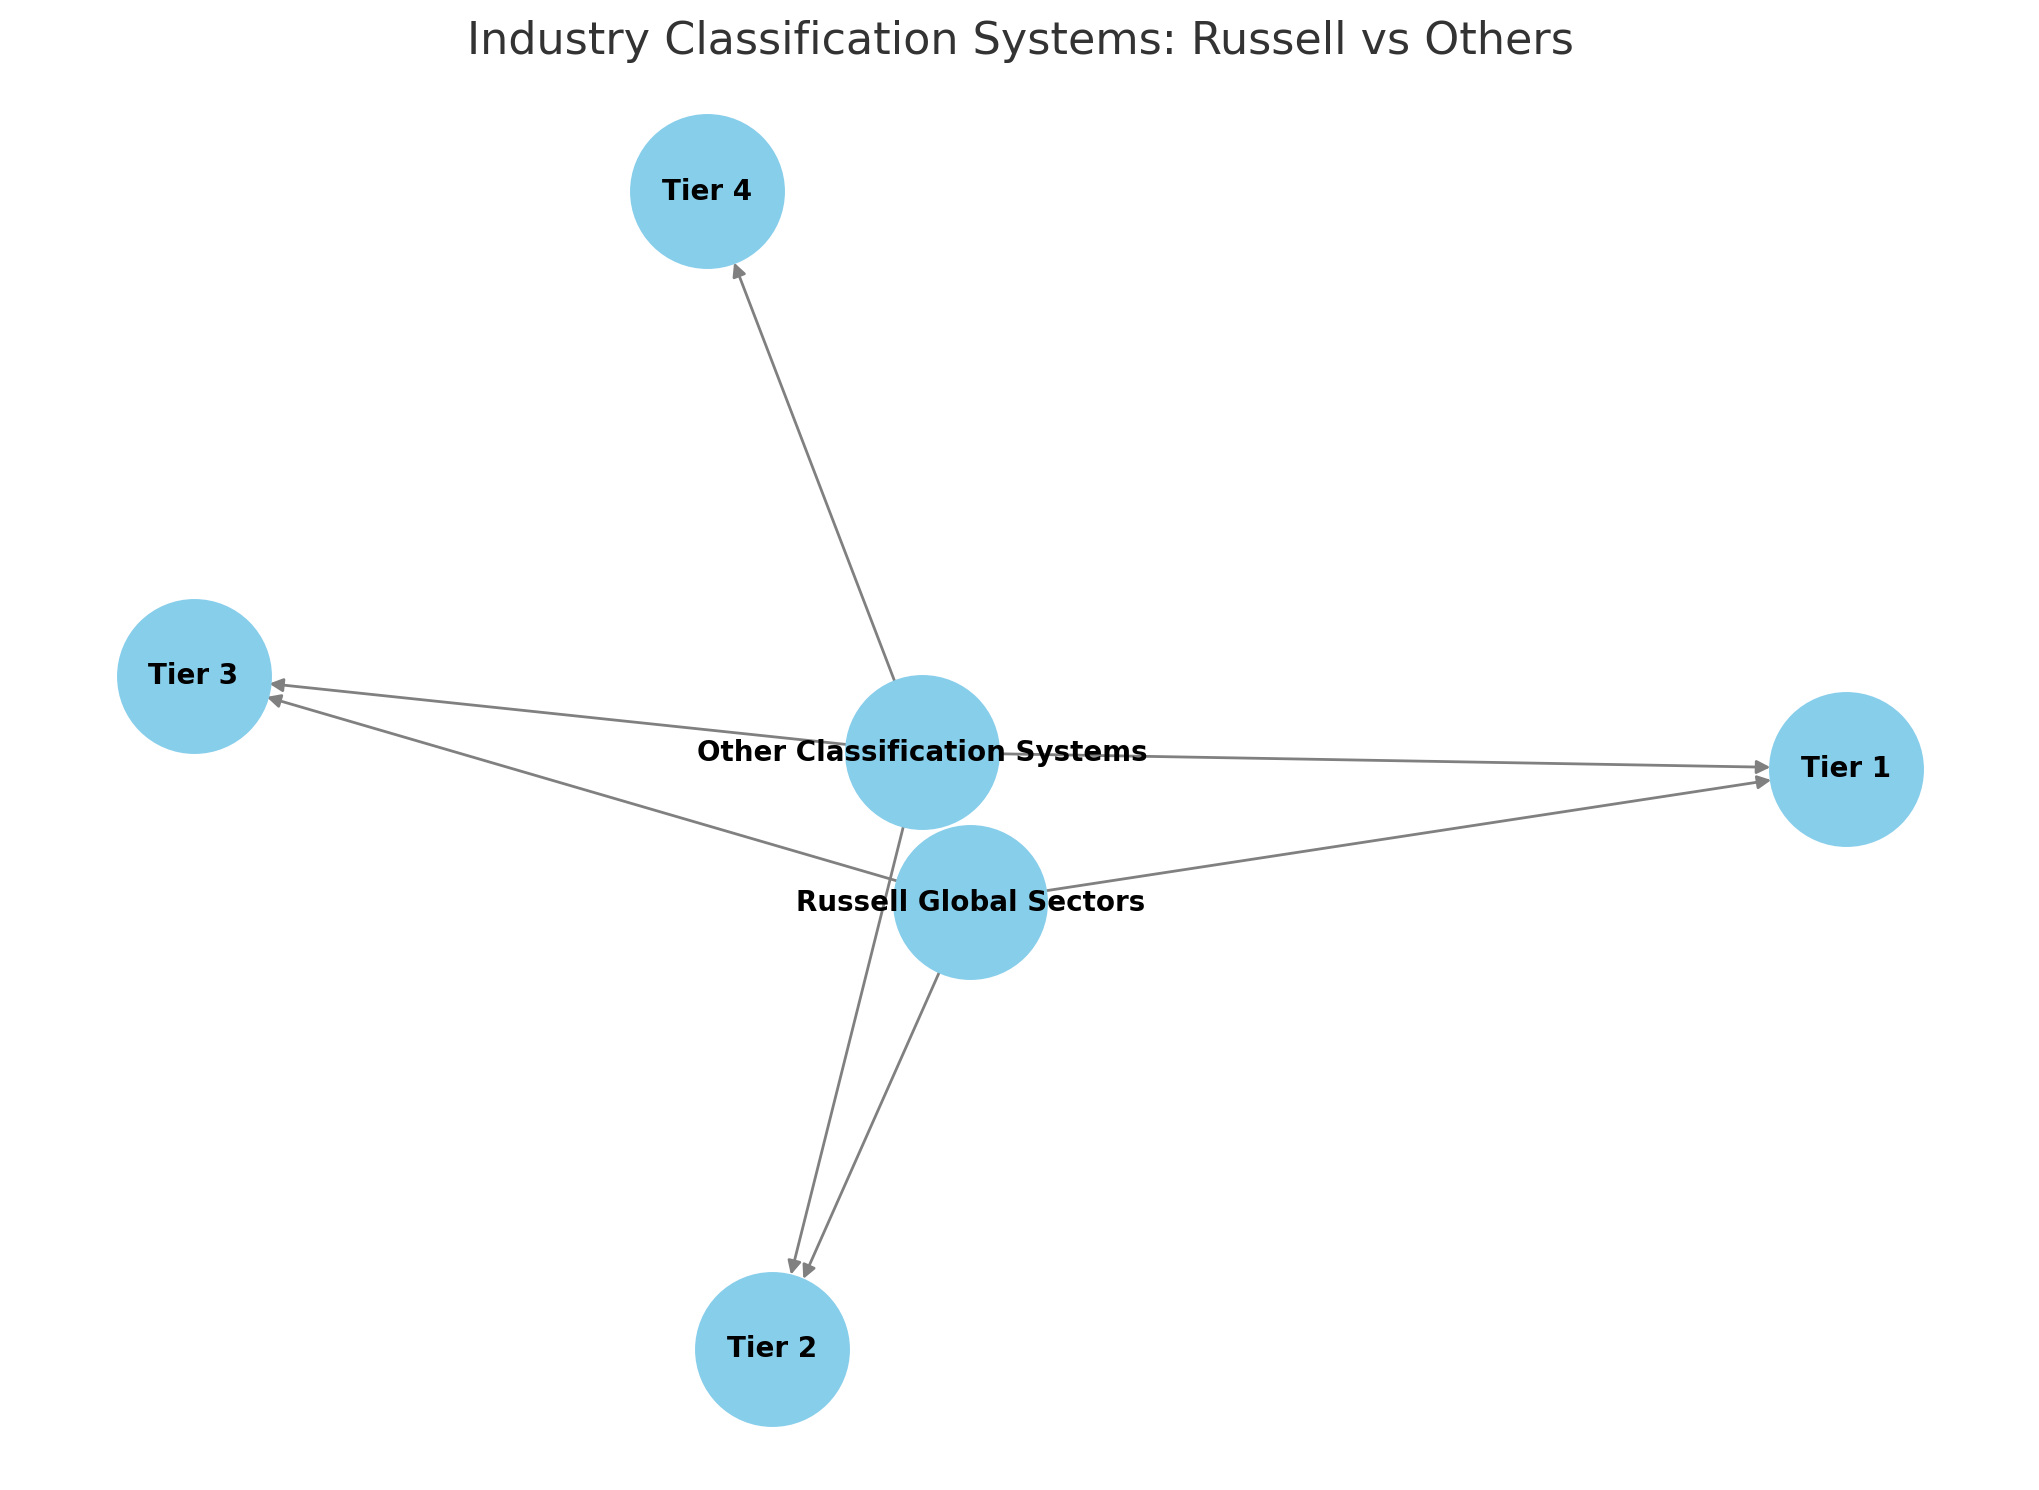 Industry Classification Systems: Russell vs Others
Tier 4
Tier 3
Other Classification Systems
Tier 1
Russell Global Sectors
Tier 2